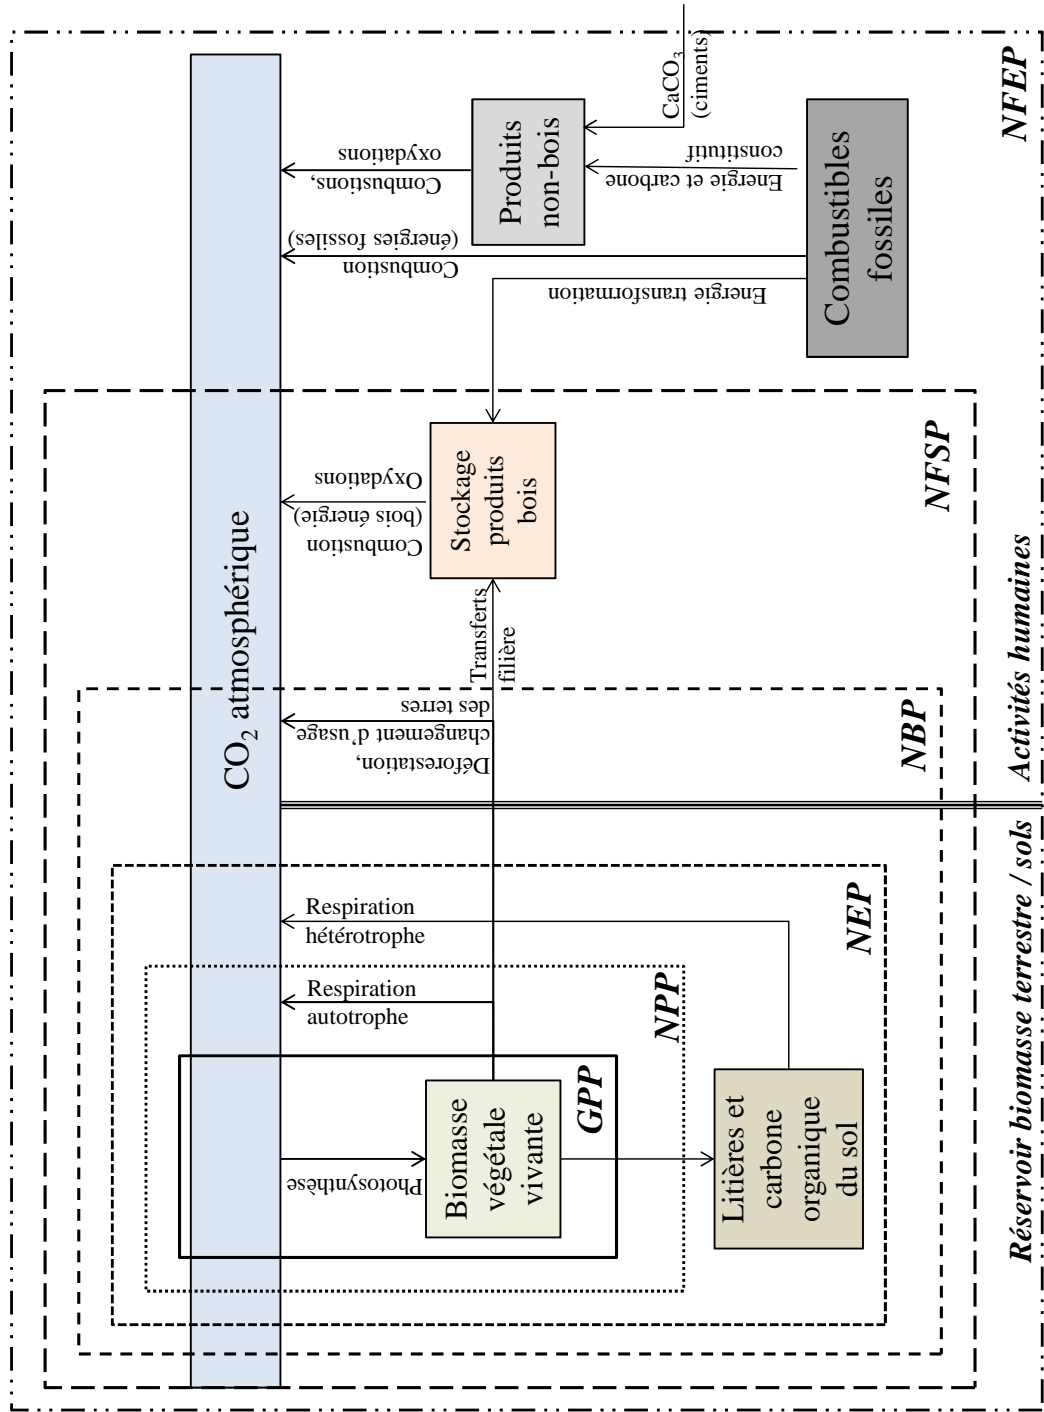 CO₂ atmosphérique
Photosynthèse
Biomasse
végétale
vivante
GPP
Respiration
autotrophe
NPP
Litières et
carbone
organique
du sol
Respiration
hétérotrophe
NEP
Déforestation,
changement d'usage
des terres
NBP
Transferts
filière
Combustion
(bois énergie)
Oxydations
Stockage
produits
bois
NFSP
Energie transformation
Combustion
(énergies fossiles)
Combustions,
oxydations
Produits
non-bois
Energie et carbone
constitutif
CaCO₃
(ciments)
Combustibles
fossiles
NFEP
Réservoir biomasse terrestre / sols
Activités humaines